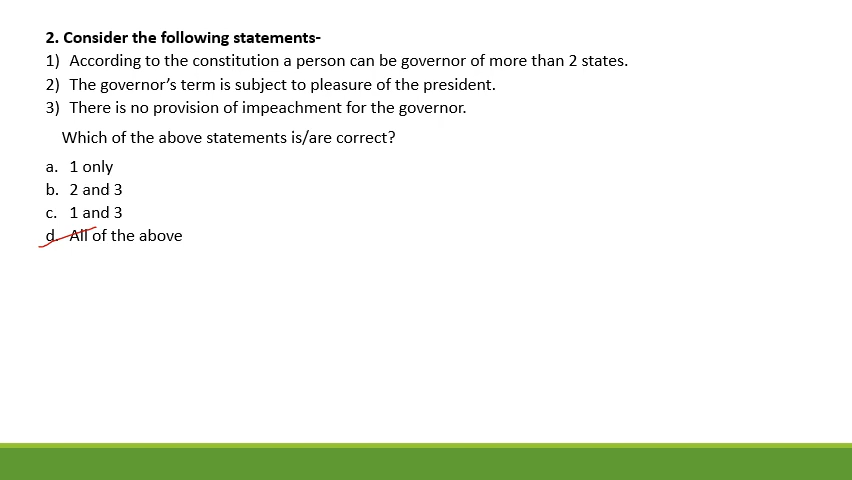 2. Consider the following statements-
1) According to the constitution a person can be governor of more than 2 states.
2) The governor’s term is subject to pleasure of the president.
3) There is no provision of impeachment for the governor.
Which of the above statements is/are correct?
a. 1 only
b. 2 and 3
c. 1 and 3
d. All of the above